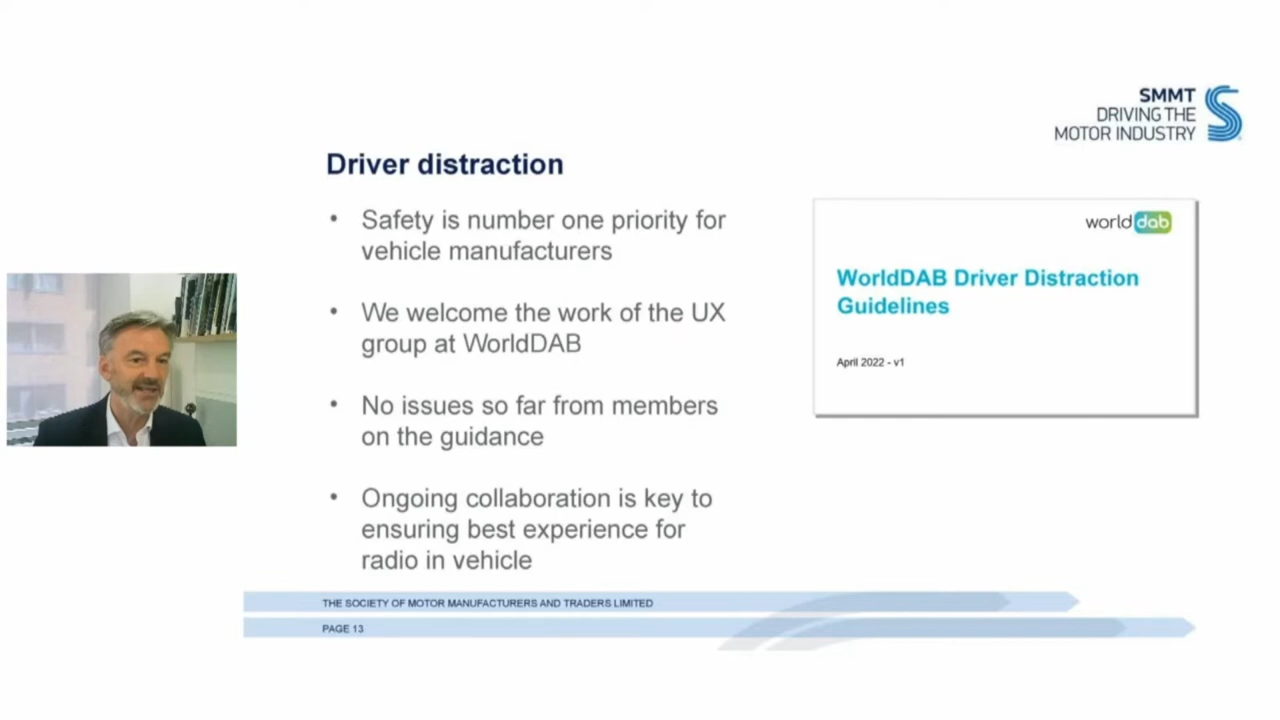 SMMT
DRIVING THE
MOTOR INDUSTRY
Driver distraction
• Safety is number one priority for
vehicle manufacturers
• We welcome the work of the UX
group at WorldDAB
• No issues so far from members
on the guidance
• Ongoing collaboration is key to
ensuring best experience for
radio in vehicle
worlddab
WorldDAB Driver Distraction
Guidelines
April 2022 - v1
THE SOCIETY OF MOTOR MANUFACTURERS AND TRADERS LIMITED
PAGE 13